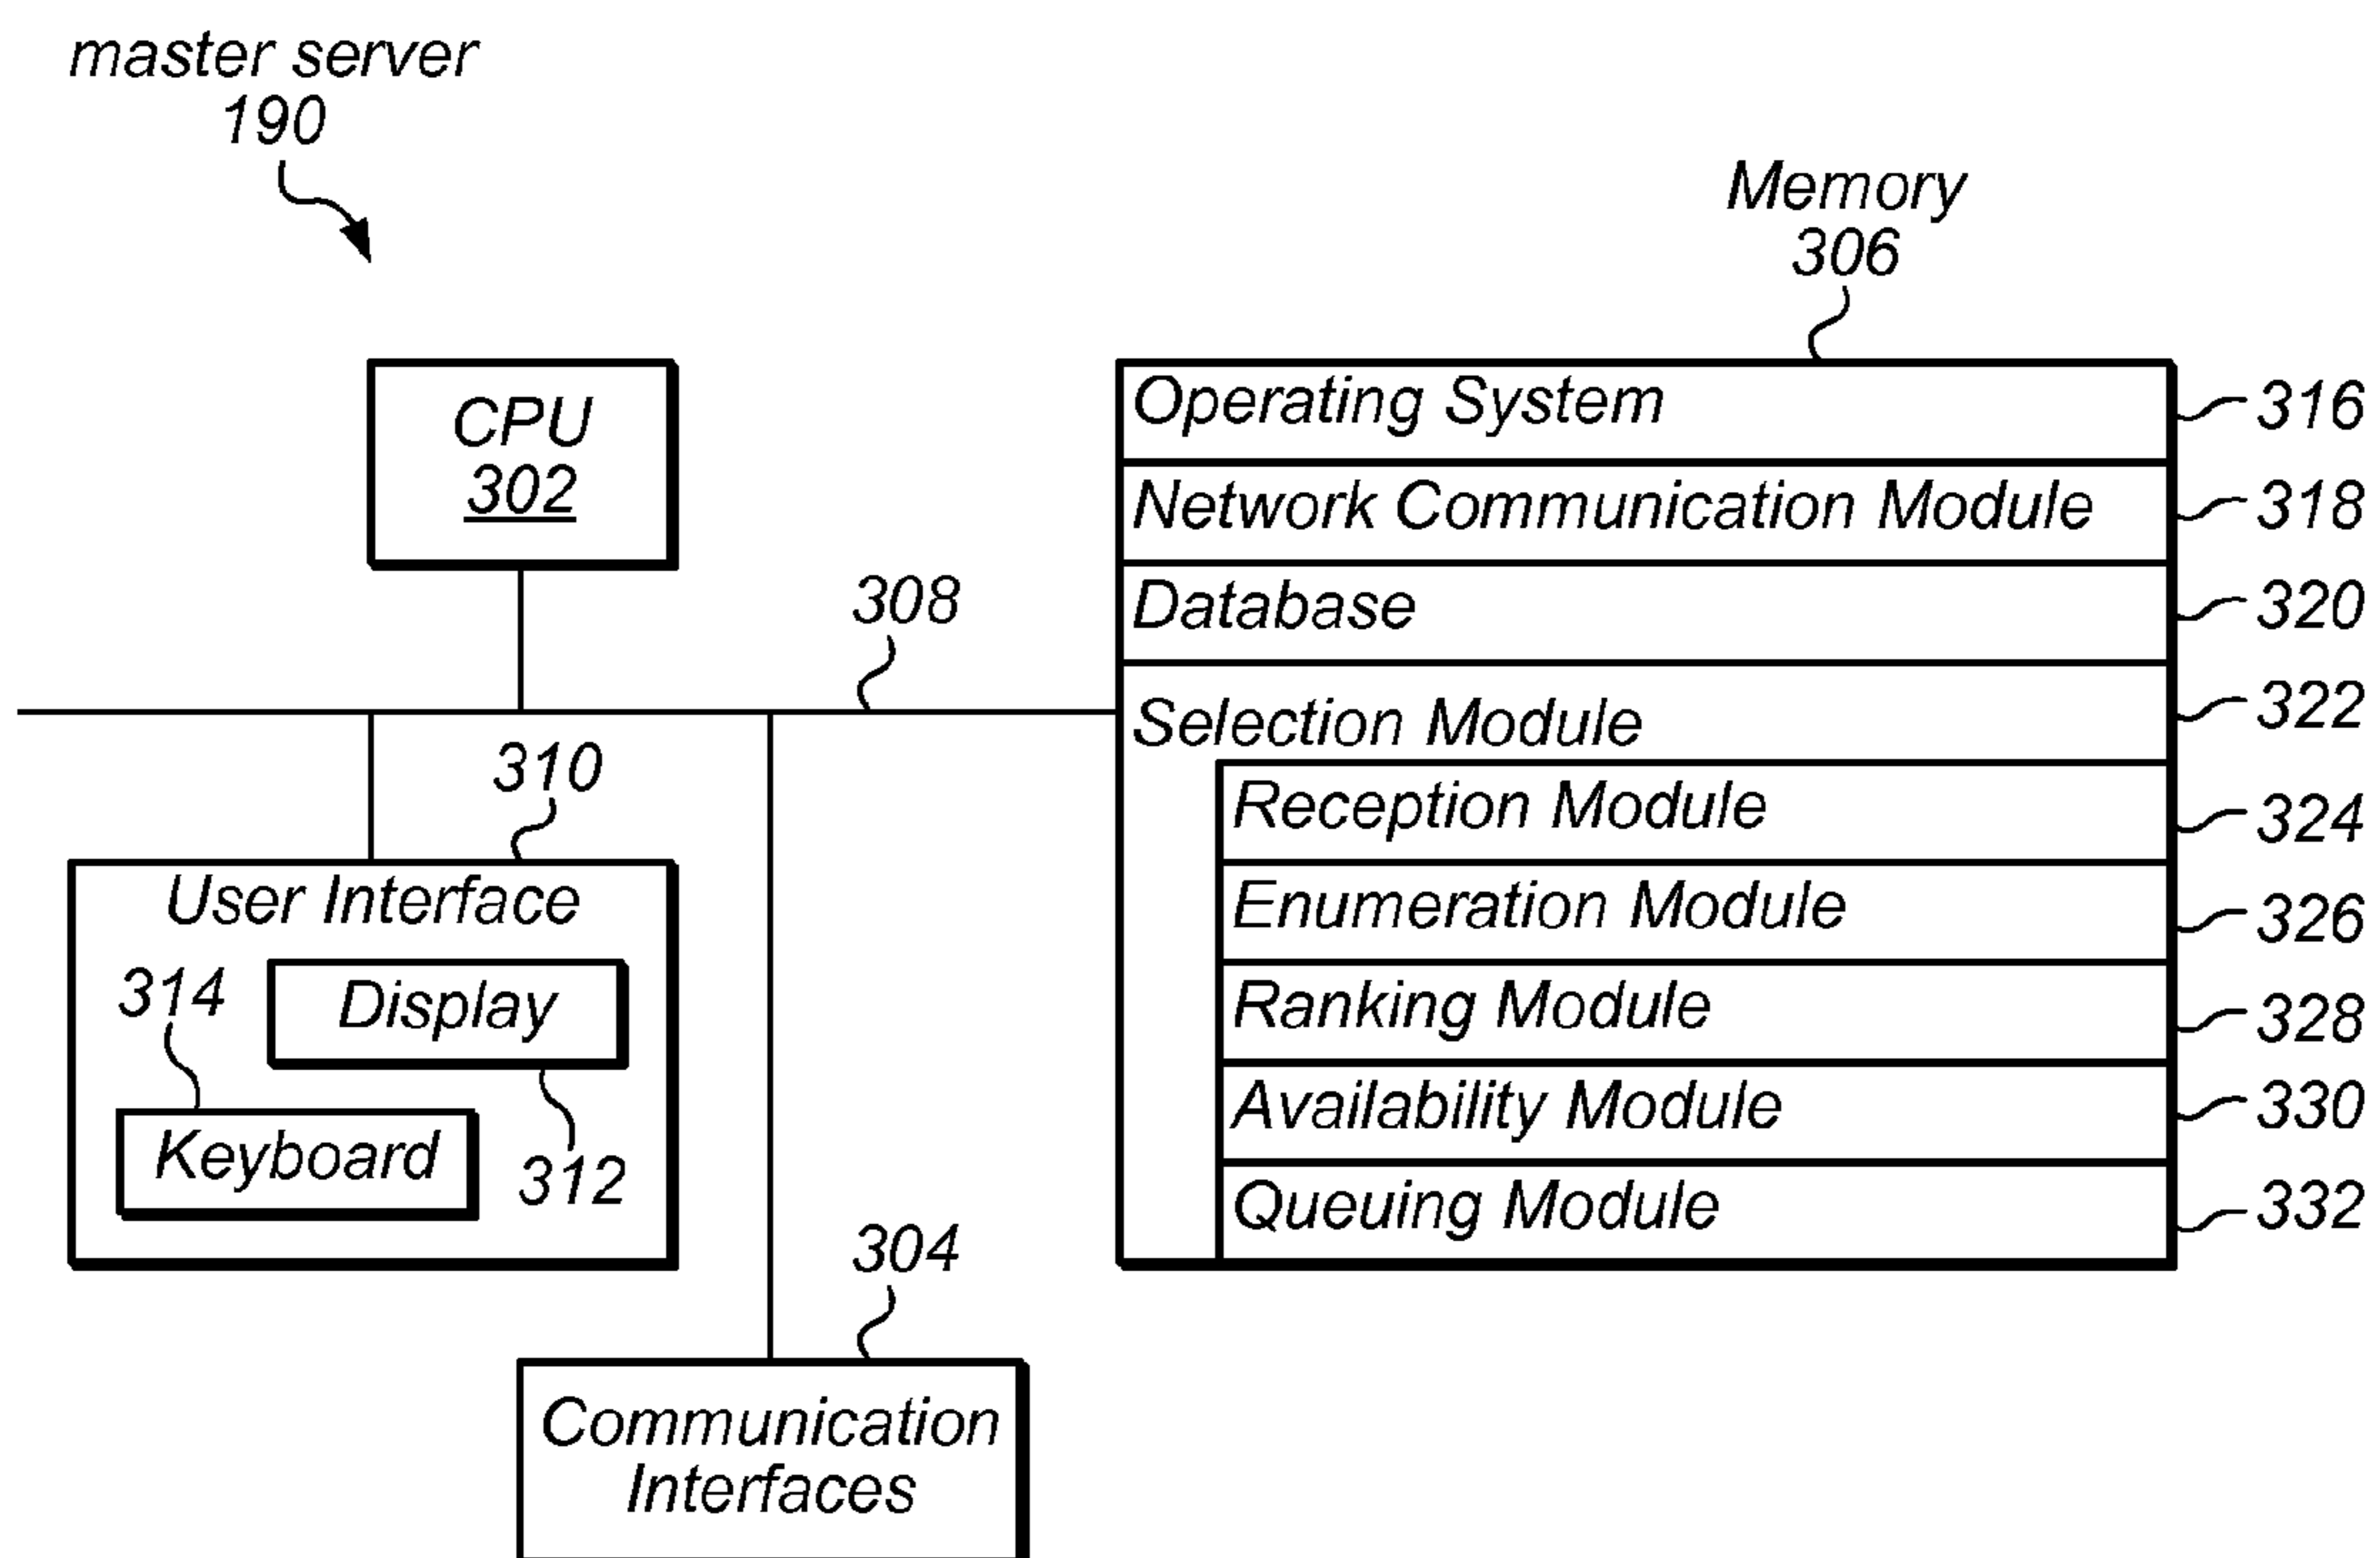 master server
190
Memory
306
CPU
302
308
Operating System
316
Network Communication Module
318
Database
320
Selection Module
322
Reception Module
324
Enumeration Module
326
Ranking Module
328
Availability Module
330
Queuing Module
332
310
User Interface
314
Display
Keyboard
312
304
Communication
Interfaces